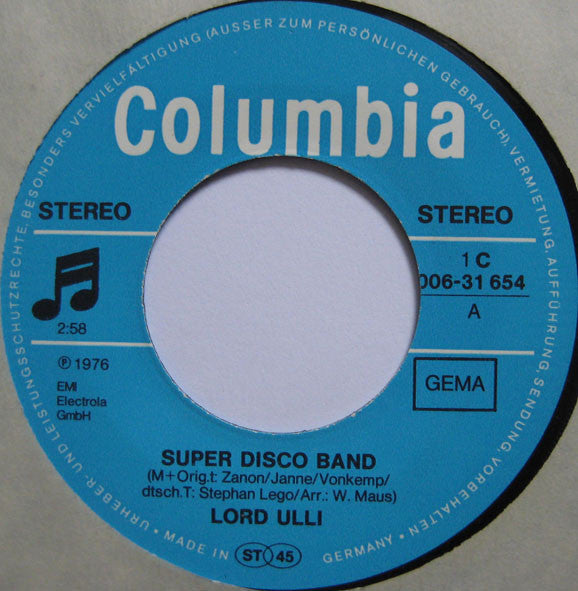 URHEBER- UND LEISTUNGSSCHUTZRECHTE, BESONDERS VERVIELFÄLTIGUNG (AUSSER ZUM PERSÖNLICHEN GEBRAUCH), VERMIETUNG, AUFFÜHRUNG, SENDUNG, VORBEHALTEN
Columbia
STEREO
STEREO
1 C
006-31 654
A
2:58
℗ 1976
EMI
Electrola
GmbH
GEMA
SUPER DISCO BAND
(M+Orig.t: Zanon/Janne/Vonkemp/
dtsch.T: Stephan Lego/Arr.: W. Maus)
LORD ULLI
• MADE IN ST 45 GERMANY •